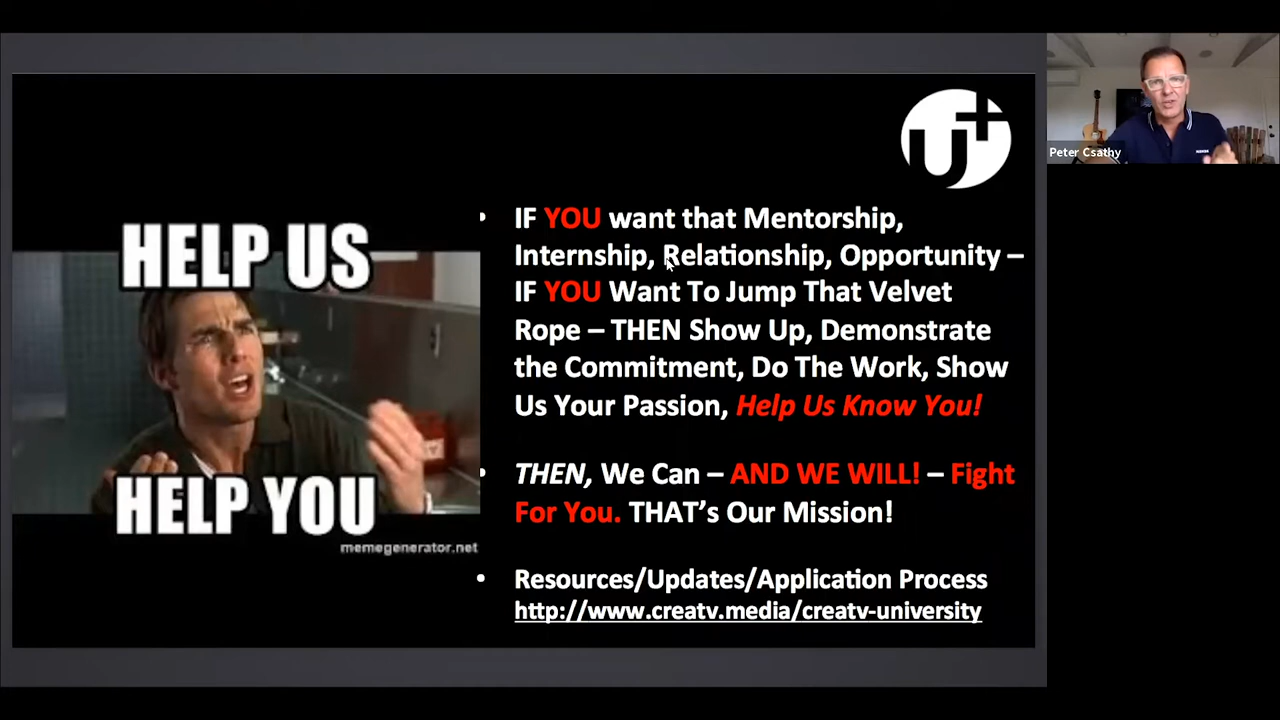 U+
HELP US
HELP YOU
memegenerator.net
• IF YOU want that Mentorship,
Internship, Relationship, Opportunity –
IF YOU Want To Jump That Velvet
Rope – THEN Show Up, Demonstrate
the Commitment, Do The Work, Show
Us Your Passion, Help Us Know You!
• THEN, We Can – AND WE WILL! – Fight
For You. THAT’s Our Mission!
• Resources/Updates/Application Process
http://www.creatv.media/creatv-university
Peter Csathy